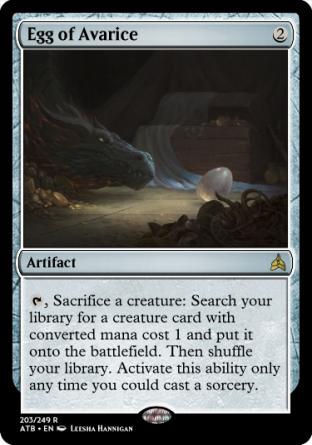 Egg of Avarice 2
Artifact
, Sacrifice a creature: Search your
library for a creature card with
converted mana cost 1 and put it
onto the battlefield. Then shuffle
your library. Activate this ability only
any time you could cast a sorcery.
203/249 R
ATB • EN LEESHA HANNIGAN